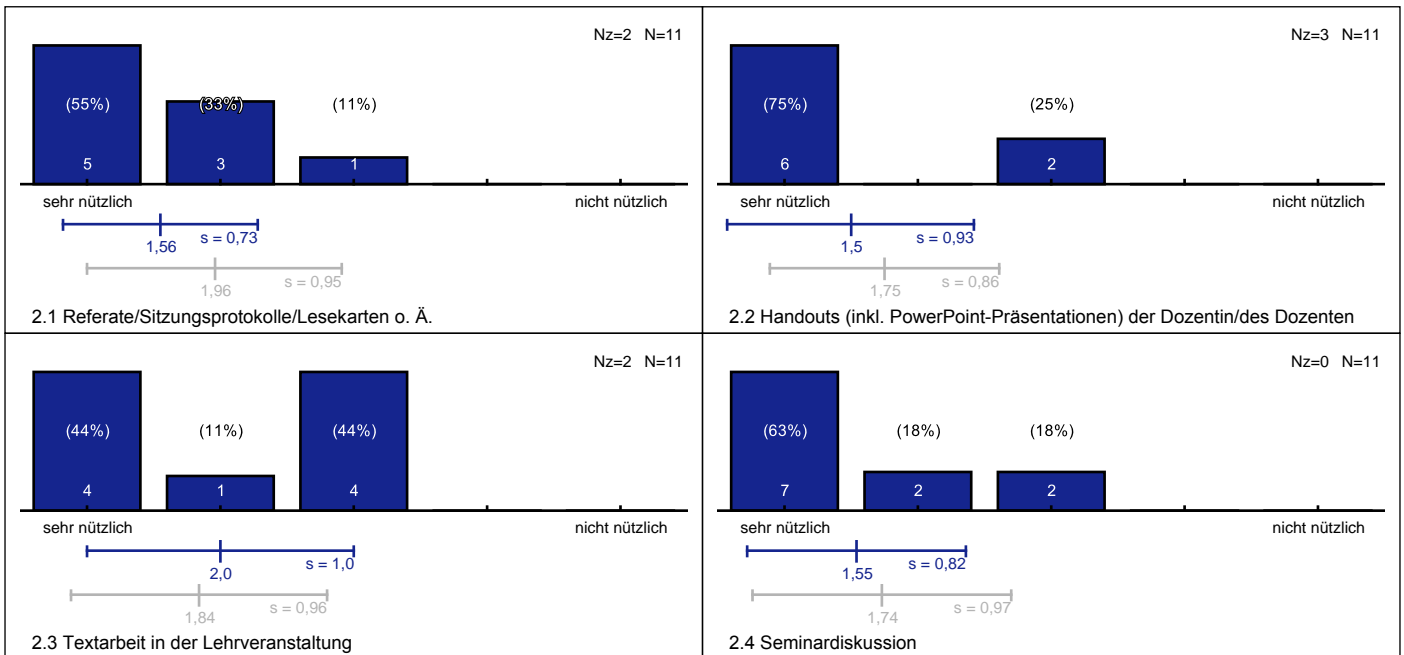 Nz=2 N=11
(55%) (33%) (11%)
5 3 1
sehr nützlich nicht nützlich
1,56 s = 0,73
1,96 s = 0,95
2.1 Referate/Sitzungsprotokolle/Lesekarten o. Ä.
Nz=3 N=11
(75%) (25%)
6 2
sehr nützlich nicht nützlich
1,5 s = 0,93
1,75 s = 0,86
2.2 Handouts (inkl. PowerPoint-Präsentationen) der Dozentin/des Dozenten
Nz=2 N=11
(44%) (11%) (44%)
4 1 4
sehr nützlich nicht nützlich
2,0 s = 1,0
1,84 s = 0,96
2.3 Textarbeit in der Lehrveranstaltung
Nz=0 N=11
(63%) (18%) (18%)
7 2 2
sehr nützlich nicht nützlich
1,55 s = 0,82
1,74 s = 0,97
2.4 Seminardiskussion